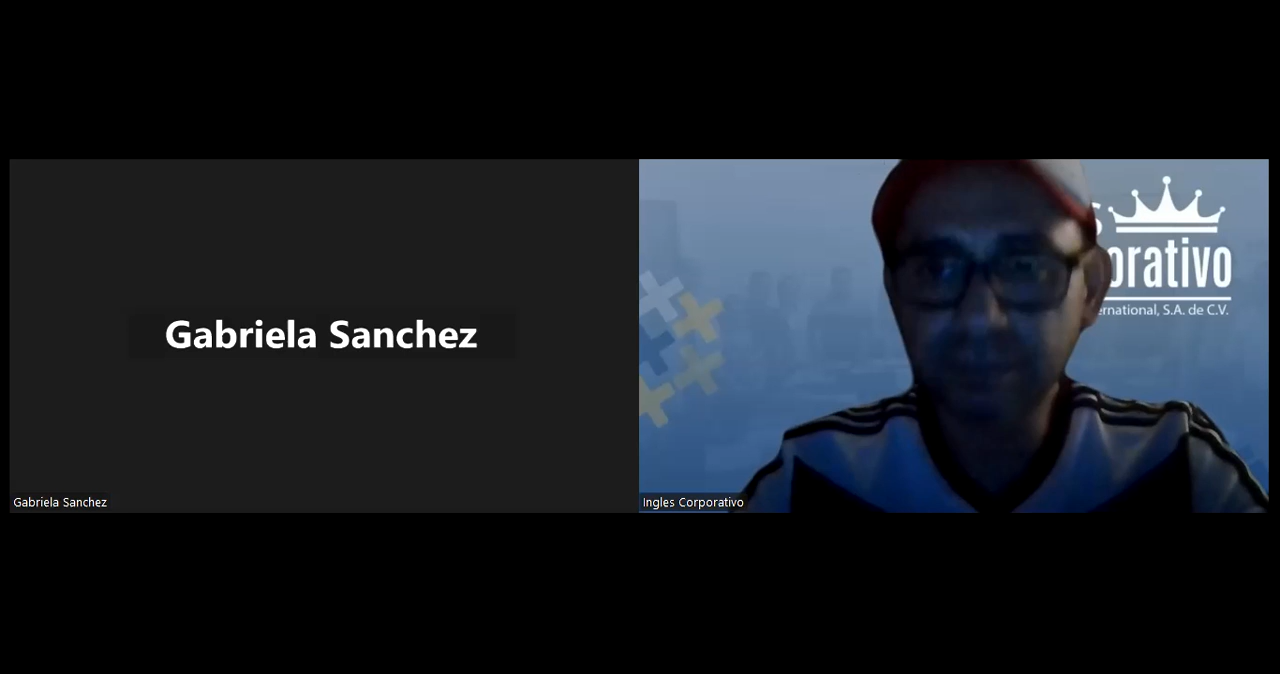 Gabriela Sanchez
Gabriela Sanchez
s
orativo
ernational, S.A. de C.V.
Ingles Corporativo